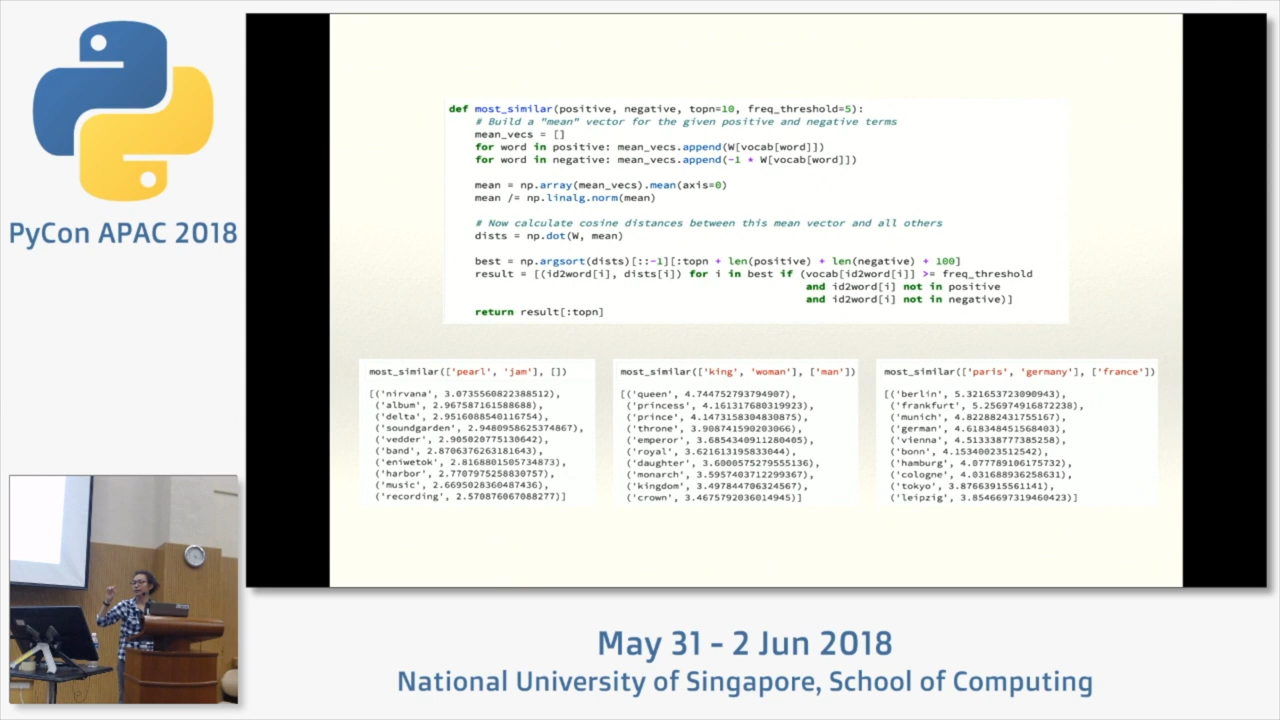 PyCon APAC 2018
def most_similar(positive, negative, topn=10, freq_threshold=5):
# Build a "mean" vector for the given positive and negative terms
mean_vecs = []
for word in positive: mean_vecs.append(W[vocab[word]])
for word in negative: mean_vecs.append(-1 * W[vocab[word]])
mean = np.array(mean_vecs).mean(axis=0)
mean /= np.linalg.norm(mean)
# Now calculate cosine distances between this mean vector and all others
dists = np.dot(W, mean)
best = np.argsort(dists)[::-1][:topn + len(positive) + len(negative) + 100]
result = [(id2word[i], dists[i]) for i in best if (vocab[id2word[i]] >= freq_threshold
and id2word[i] not in positive
and id2word[i] not in negative)]
return result[:topn]
most_similar(['pearl', 'jam'], [])
[('nirvana', 3.0735560822388512),
('album', 2.967587161588688),
('delta', 2.9516088540116754),
('soundgarden', 2.9480958625374867),
('vedder', 2.905020775130642),
('band', 2.8706376263181643),
('eniwetok', 2.8168801505734873),
('harbor', 2.7707975258830757),
('music', 2.6695028360487436),
('recording', 2.570876067088277)]
most_similar(['king', 'woman'], ['man'])
[('queen', 4.744752793794907),
('princess', 4.161317680319923),
('prince', 4.1473158304830875),
('throne', 3.908741590203066),
('emperor', 3.6854340911280405),
('royal', 3.621613195833044),
('daughter', 3.6000575279555136),
('monarch', 3.5957403712299367),
('kingdom', 3.497844706324567),
('crown', 3.4675792036014945)]
most_similar(['paris', 'germany'], ['france'])
[('berlin', 5.321653723090943),
('frankfurt', 5.256974916872238),
('munich', 4.822882431755167),
('german', 4.618348451568403),
('vienna', 4.513338777385258),
('bonn', 4.15340023512542),
('hamburg', 4.077789106175732),
('cologne', 4.031688936258631),
('tokyo', 3.87663915561141),
('leipzig', 3.8546697319460423)]
May 31 - 2 Jun 2018
National University of Singapore, School of Computing